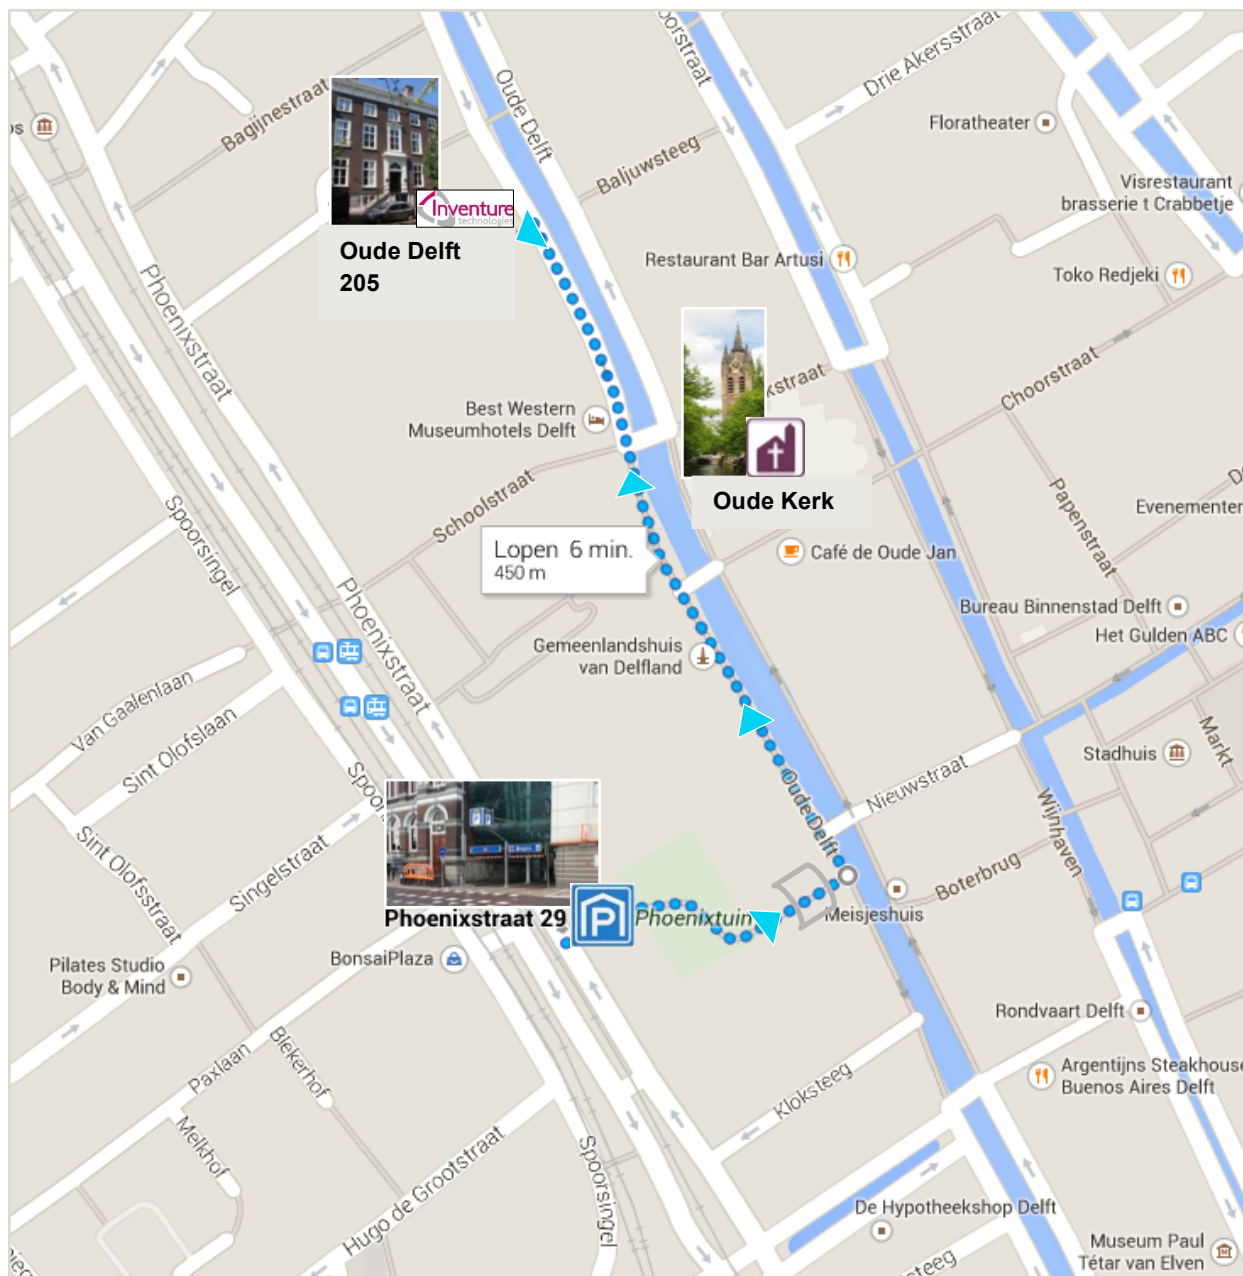 Oude Delft
Drie Akersstraat
Floratheater
Bagijnestraat
Baljuwsteeg
Visrestaurant
brasserie t Crabbetje
Inventure
technologies
Oude Delft
205
Restaurant Bar Artusi
Toko Redjeki
Phoenixstraat
Choorstraat
Best Western
Museumhotels Delft
Schoolstraat
Oude Kerk
Papenstraat
Spoorsingel
Lopen 6 min.
450 m
Café de Oude Jan
Phoenixstraat
Bureau Binnenstad Delft
Het Gulden ABC
Gemeenlandshuis
van Delfland
Van Gaalenlaan
Sint Olofslaan
Markt
Stadhuis
Nieuwstraat
Oude Delft
Wijnhaven
Sint Olofsstraat
Singelstraat
Boterbrug
Meisjeshuis
Phoenixstraat 29
P
Phoenixtuin
BonsaiPlaza
Pilates Studio
Body & Mind
Rondvaart Delft
Paxlaan
Blekerhof
Argentijns Steakhouse
Buenos Aires Delft
Kloksteeg
Melkhof
Hugo de Grootstraat
Spoorsingel
De Hypotheekshop Delft
Museum Paul
Tétar van Elven